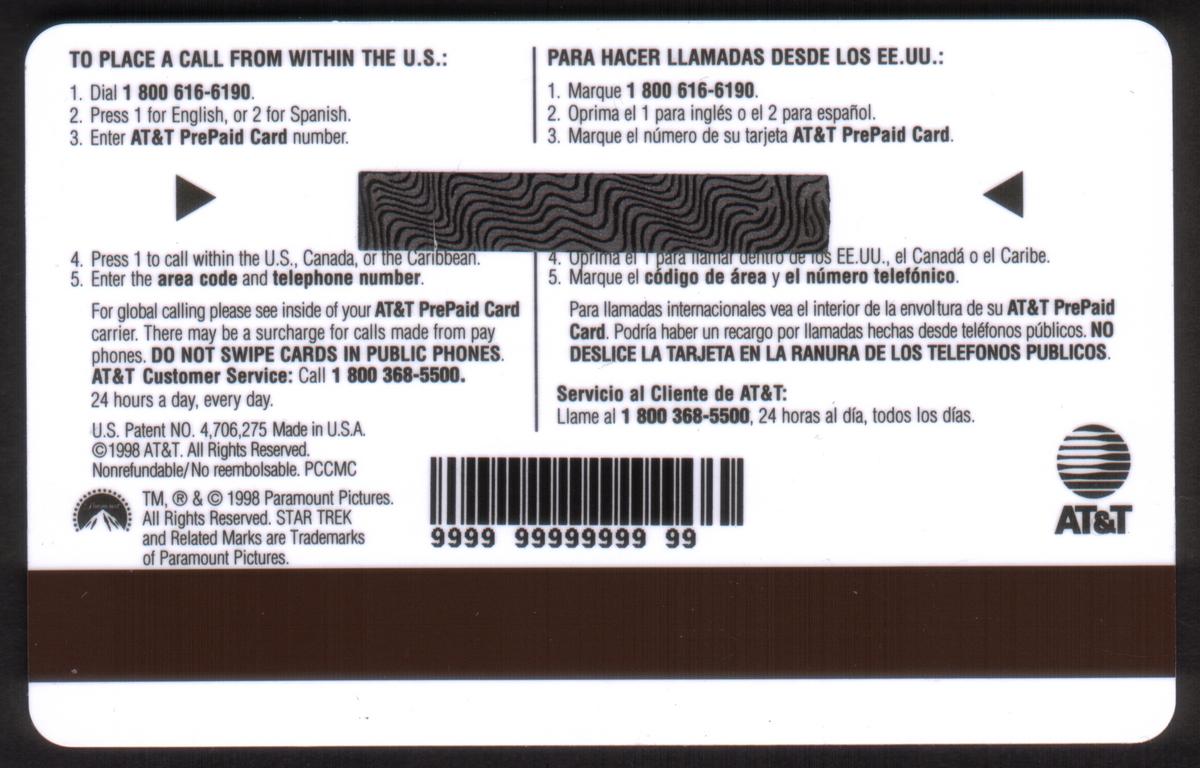 TO PLACE A CALL FROM WITHIN THE U.S.:
1. Dial 1 800 616-6190.
2. Press 1 for English, or 2 for Spanish.
3. Enter AT&T PrePaid Card number.
4. Press 1 to call within the U.S., Canada, or the Caribbean.
5. Enter the area code and telephone number.
For global calling please see inside of your AT&T PrePaid Card
carrier. There may be a surcharge for calls made from pay
phones. DO NOT SWIPE CARDS IN PUBLIC PHONES.
AT&T Customer Service: Call 1 800 368-5500.
24 hours a day, every day.
U.S. Patent NO. 4,706,275 Made in U.S.A.
©1998 AT&T. All Rights Reserved.
Nonrefundable/No reembolsable. PCCMC
TM, ® & © 1998 Paramount Pictures.
All Rights Reserved. STAR TREK
and Related Marks are Trademarks
of Paramount Pictures.
PARA HACER LLAMADAS DESDE LOS EE.UU.:
1. Marque 1 800 616-6190.
2. Oprima el 1 para inglés o el 2 para español.
3. Marque el número de su tarjeta AT&T PrePaid Card.
4. Oprima el 1 para llamar dentro de los EE.UU., el Canadá o el Caribe.
5. Marque el código de área y el número telefónico.
Para llamadas internacionales vea el interior de la envoltura de su AT&T PrePaid
Card. Podría haber un recargo por llamadas hechas desde teléfonos públicos. NO
DESLICE LA TARJETA EN LA RANURA DE LOS TELEFONOS PUBLICOS.
Servicio al Cliente de AT&T:
Llame al 1 800 368-5500, 24 horas al día, todos los días.
9999 99999999 99
AT&T